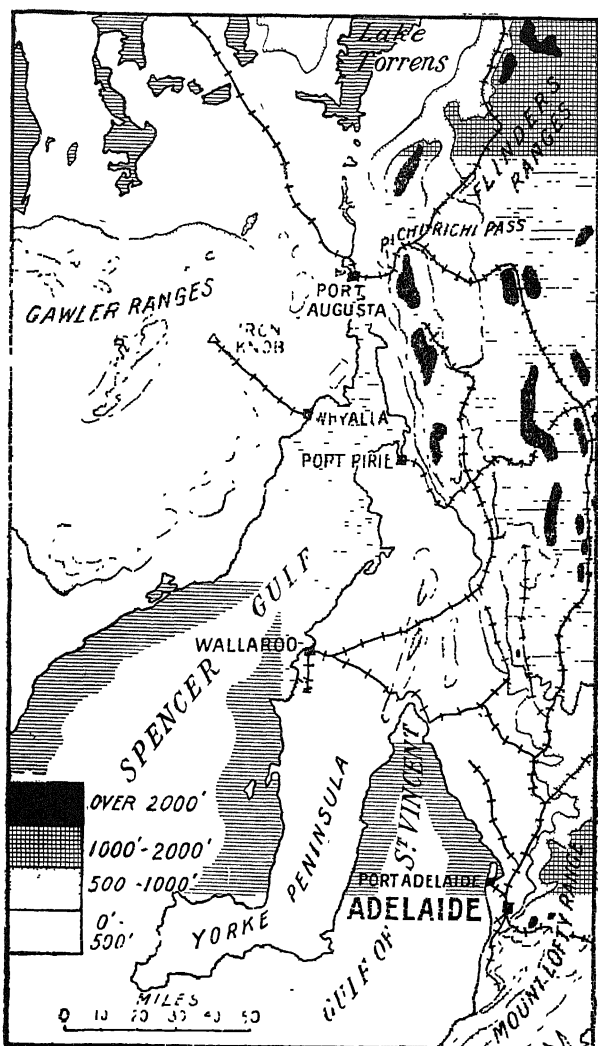 Lake
Torrens
FLINDERS
RANGES
PICHI RICHI PASS
PORT
AUGUSTA
GAWLER RANGES
IRON
KNOB
WHYALLA
PORT PIRIE
SPENCER GULF
WALLAROO
YORKE PENINSULA
GULF OF ST VINCENT
PORT ADELAIDE
ADELAIDE
MOUNT LOFTY RANGE
OVER 2000'
1000'-2000'
500'-1000'
0'-
500'
MILES
0 10 20 30 40 50